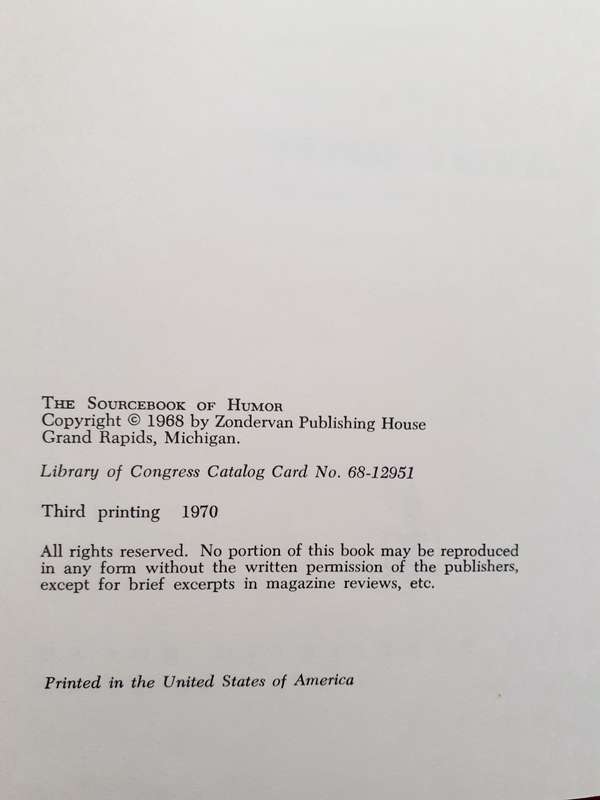 The Sourcebook of Humor
Copyright © 1968 by Zondervan Publishing House
Grand Rapids, Michigan.
Library of Congress Catalog Card No. 68-12951
Third printing 1970
All rights reserved. No portion of this book may be reproduced
in any form without the written permission of the publishers,
except for brief excerpts in magazine reviews, etc.
Printed in the United States of America